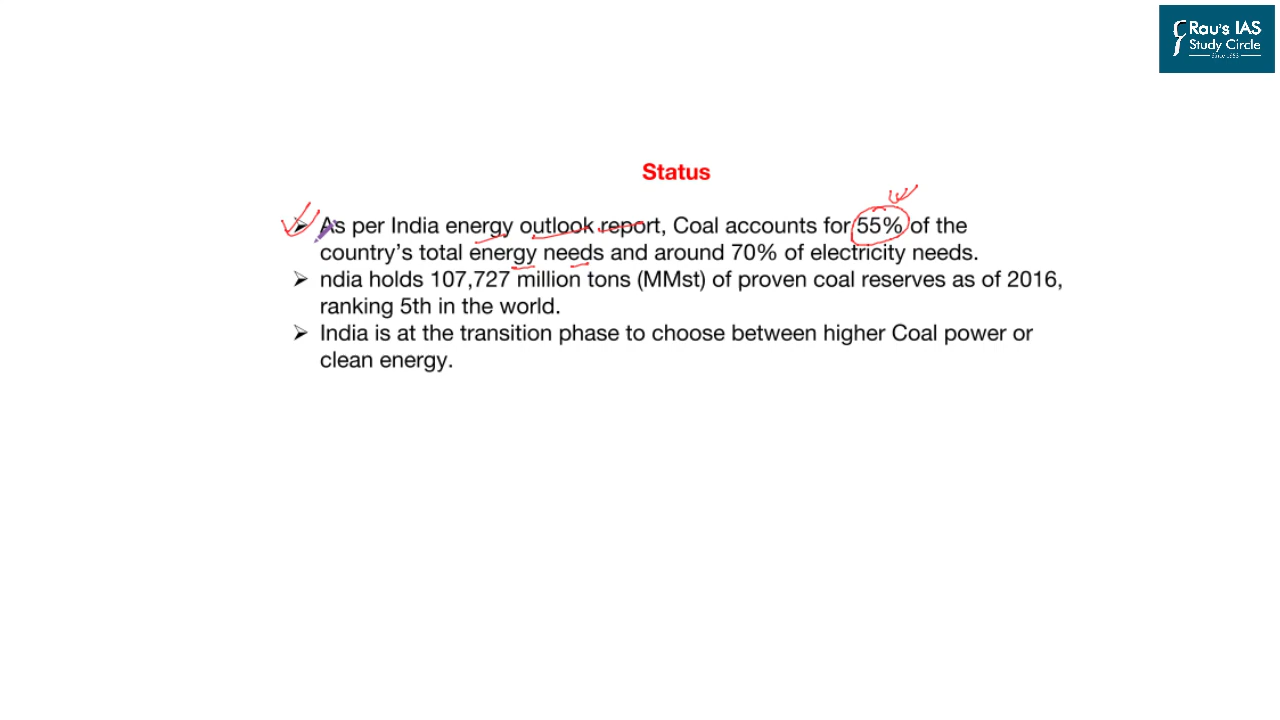 Rau's IAS
Study Circle
Since 1953
Status
➤ As per India energy outlook report, Coal accounts for 55% of the
country's total energy needs and around 70% of electricity needs.
➤ ndia holds 107,727 million tons (MMst) of proven coal reserves as of 2016,
ranking 5th in the world.
➤ India is at the transition phase to choose between higher Coal power or
clean energy.